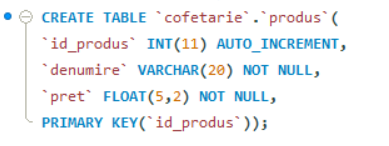 CREATE TABLE `cofetarie`.`produs`(
`id_produs` INT(11) AUTO_INCREMENT,
`denumire` VARCHAR(20) NOT NULL,
`pret` FLOAT(5,2) NOT NULL,
PRIMARY KEY(`id_produs`));